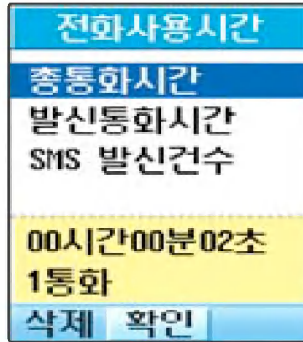 전화사용시간
총통화시간
발신통화시간
SMS 발신건수
00시간00분02초
1통화
삭제 확인